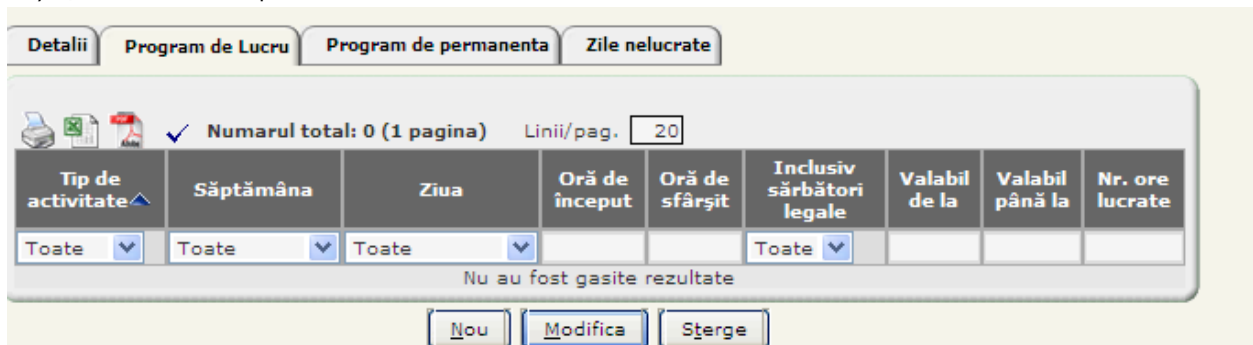 Detalii Program de Lucru Program de permanenta Zile nelucrate
Numarul total: 0 (1 pagina) Linii/pag. 20
Tip de activitate Săptămâna Ziua Oră de început Oră de sfârşit Inclusiv sărbători legale Valabil de la Valabil până la Nr. ore lucrate
Toate Toate Toate Toate
Nu au fost gasite rezultate
Nou Modifica Sterge